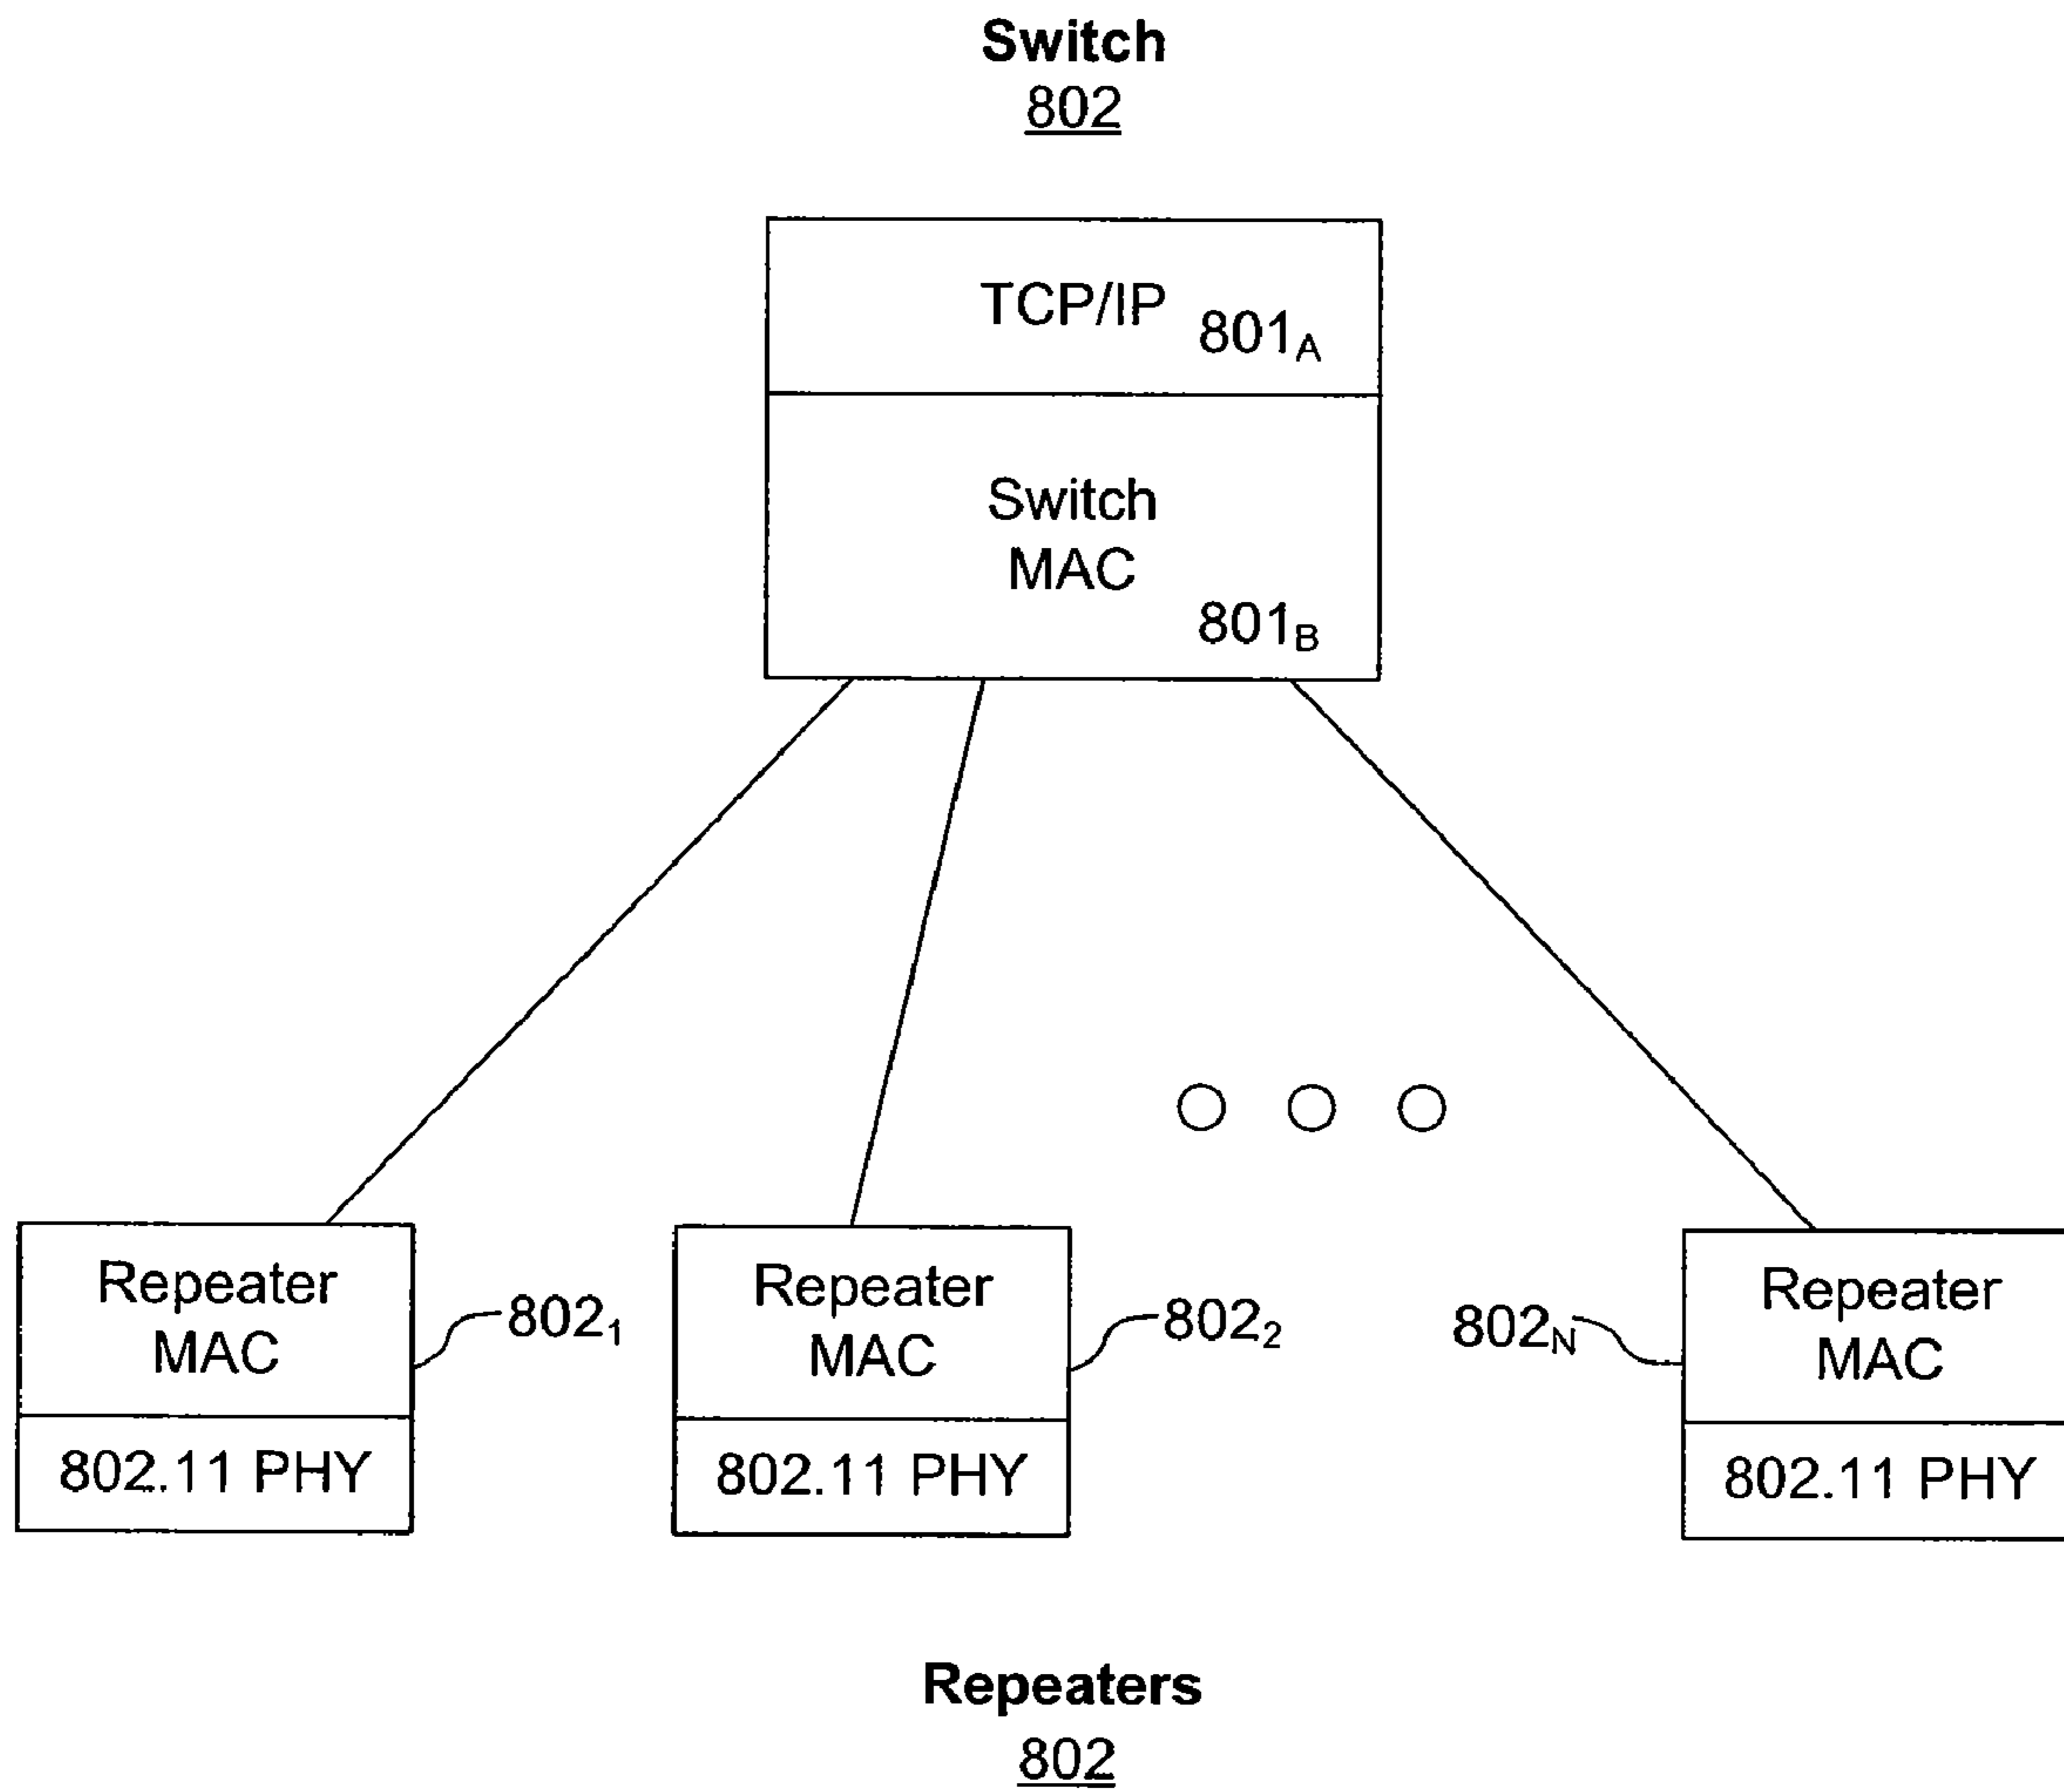 Switch
802
TCP/IP 801A
Switch
MAC
801B
Repeater
MAC
802.11 PHY
8021
Repeater
MAC
802.11 PHY
8022
802N
Repeater
MAC
802.11 PHY
Repeaters
802